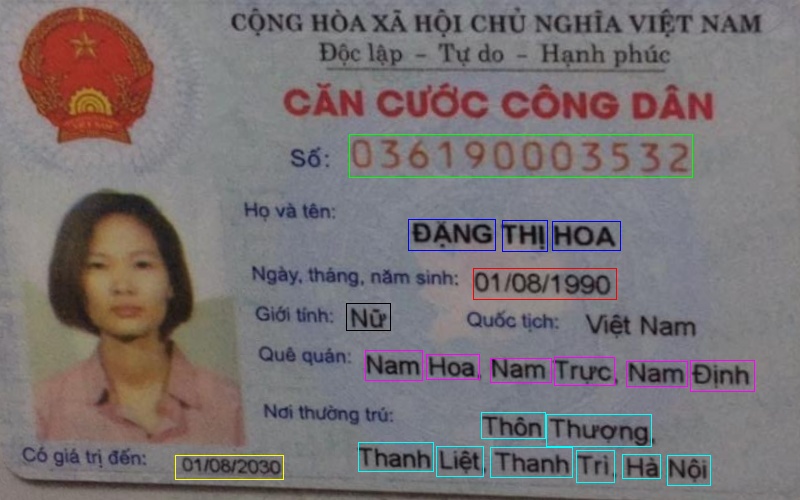 CỘNG HÒA XÃ HỘI CHỦ NGHĨA VIỆT NAM
Độc lập - Tự do - Hạnh phúc
CĂN CƯỚC CÔNG DÂN
Số: 036190003532
Họ và tên:
ĐẶNG THỊ HOA
Ngày, tháng, năm sinh: 01/08/1990
Giới tính: Nữ Quốc tịch: Việt Nam
Quê quán: Nam Hoa, Nam Trực, Nam Định
Nơi thường trú: Thôn Thượng,
Thanh Liệt, Thanh Trì, Hà Nội
Có giá trị đến: 01/08/2030